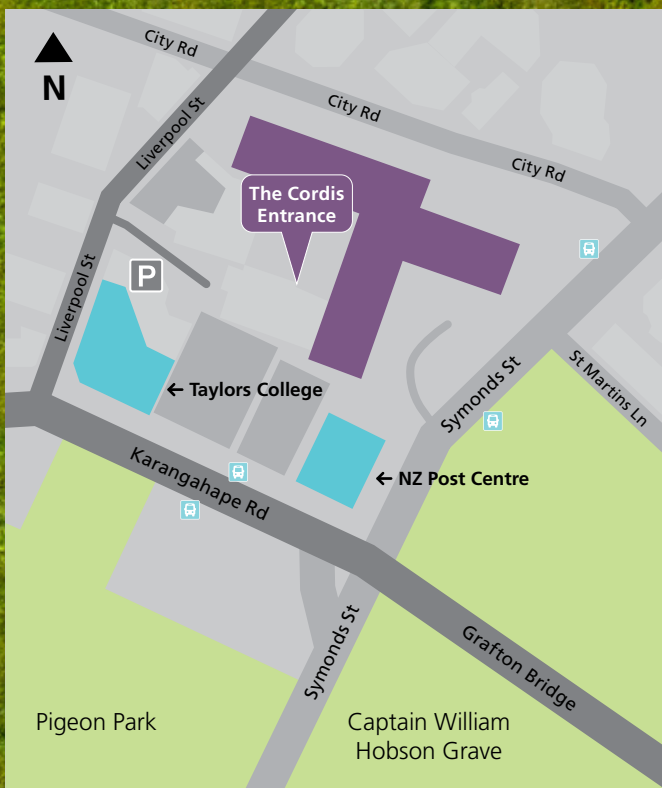 City Rd
N
City Rd
Liverpool St
City Rd
The Cordis
Entrance
P
Liverpool St
St Martins Ln
Symonds St
← Taylors College
Karangahape Rd
← NZ Post Centre
Symonds St
Grafton Bridge
Pigeon Park
Captain William
Hobson Grave